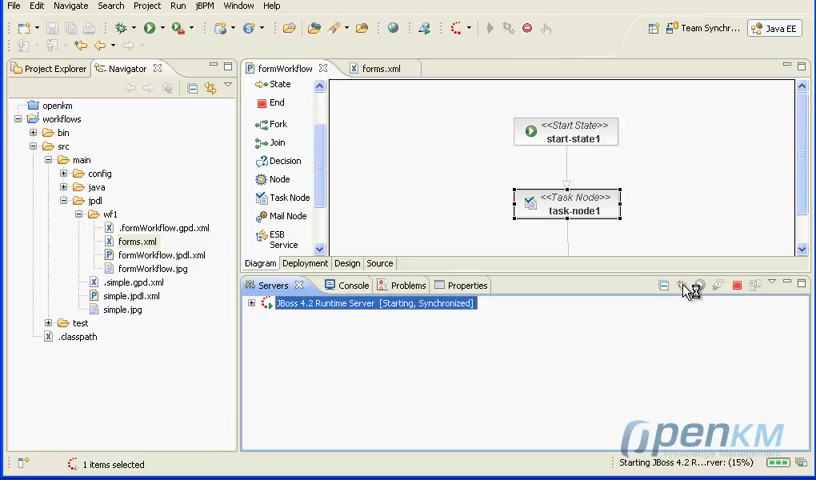 File Edit Navigate Search Project Run jBPM Window Help
Team Synchr... Java EE
Project Explorer Navigator
openkm
workflows
bin
src
main
config
java
jpdl
wf1
.formWorkflow.gpd.xml
forms.xml
formWorkflow.jpdl.xml
formWorkflow.jpg
.simple.gpd.xml
simple.jpdl.xml
simple.jpg
test
.classpath
formWorkflow forms.xml
State
End
Fork
Join
Decision
Node
Task Node
Mail Node
ESB
Service
<<Start State>>
start-state1
<<Task Node>>
task-node1
Diagram Deployment Design Source
Servers Console Problems Properties
JBoss 4.2 Runtime Server [Starting, Synchronized]
OpenKM
Knowledge Management
1 items selected
Starting JBoss 4.2 R...rver: (15%)